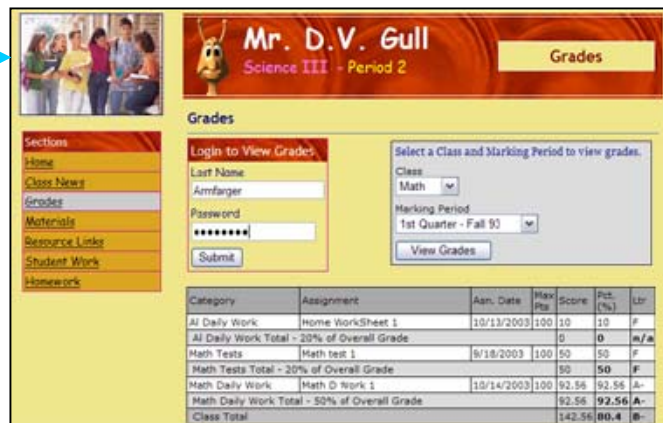 Mr. D.V. Gull
Science III - Period 2
Grades
Grades
Sections
Home
Class News
Grades
Materials
Resource Links
Student Work
Homework
Login to View Grades
Last Name
Armfarger
Password
•••••••••
Submit
Select a Class and Marking Period to view grades.
Class
Math
Marking Period
1st Quarter - Fall 93
View Grades
Category Assignment Asn. Date Max Pts Score Pct. (%) Ltr
Al Daily Work Home WorkSheet 1 10/13/2003 100 10 10 F
Al Daily Work Total - 20% of Overall Grade 0 0 n/a
Math Tests Math test 1 9/18/2003 100 50 50 F
Math Tests Total - 20% of Overall Grade 50 50 F
Math Daily Work Math D Work 1 10/14/2003 100 92.56 92.56 A-
Math Daily Work Total - 50% of Overall Grade 92.56 92.56 A-
Class Total 142.56 80.4 B-